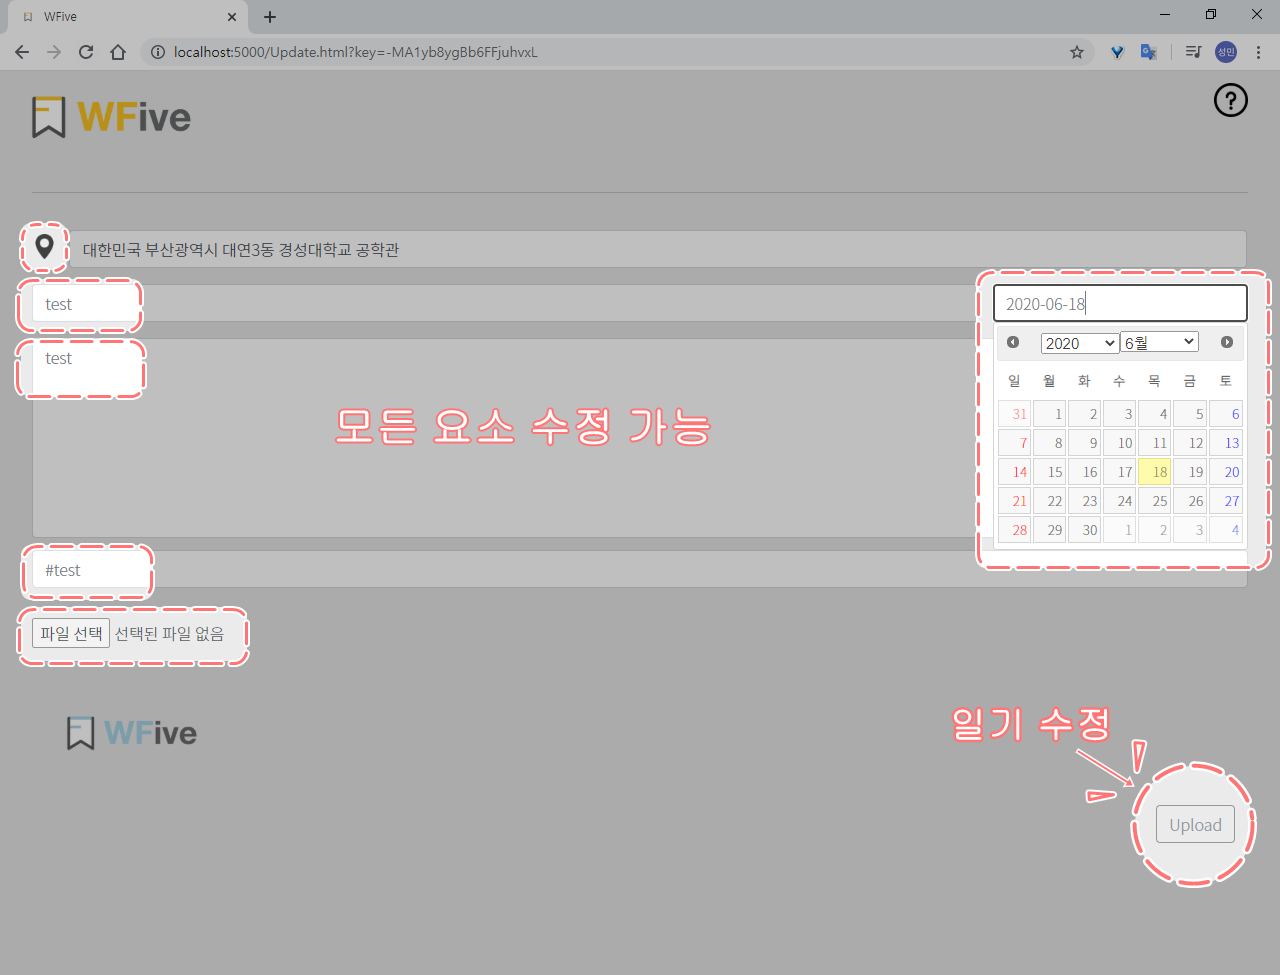 WFive
localhost:5000/Update.html?key=-MA1yb8ygBb6FFjuhvxL
성민
WFive
?
대한민국 부산광역시 대연3동 경성대학교 공학관
test
2020-06-18
2020 6월
일 월 화 수 목 금 토
31 1 2 3 4 5 6
7 8 9 10 11 12 13
14 15 16 17 18 19 20
21 22 23 24 25 26 27
28 29 30 1 2 3 4
test
모든 요소 수정 가능
#test
파일 선택 선택된 파일 없음
WFive
일기 수정
Upload